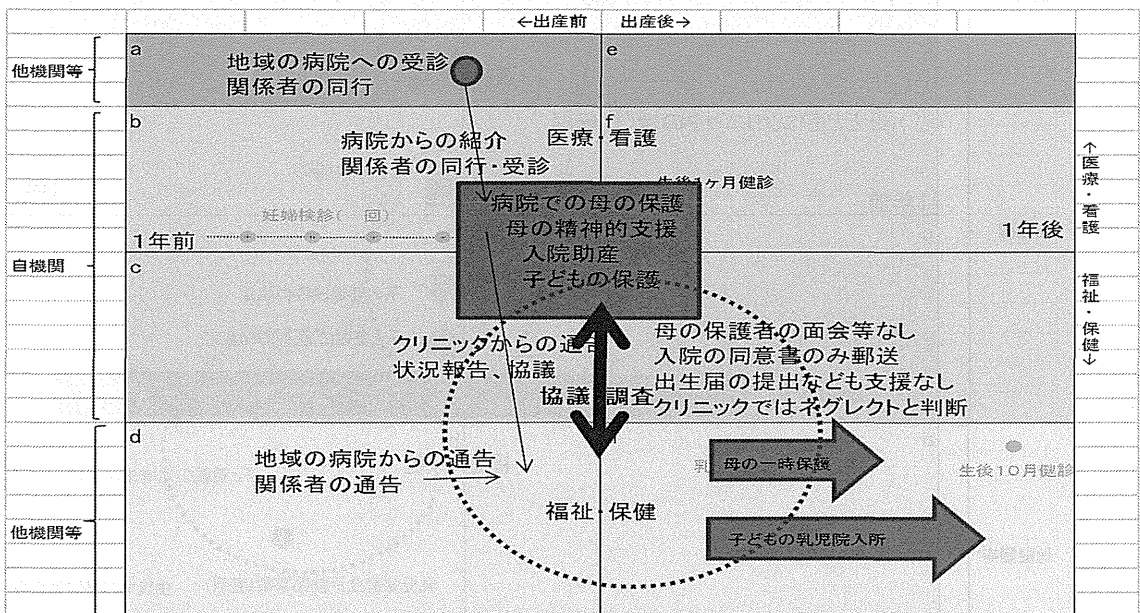 ←出産前 出産後→
a
e
他機関等
地域の病院への受診
関係者の同行
b
f
病院からの紹介
関係者の同行・受診
医療・看護
生後1ヶ月健診
↑医療・看護
病院での母の保護
母の精神的支援
入院助産
子どもの保護
妊婦検診( 回)
1年前
1年後
自機関
c
福祉・保健↓
クリニックからの通告
状況報告、協議
母の保護者の面会等なし
入院の同意書のみ郵送
出生届の提出なども支援なし
クリニックではネグレクトと判断
協議・調査
d
地域の病院からの通告
関係者の通告
母の一時保護
生後10月健診
福祉・保健
他機関等
子どもの乳児院入所